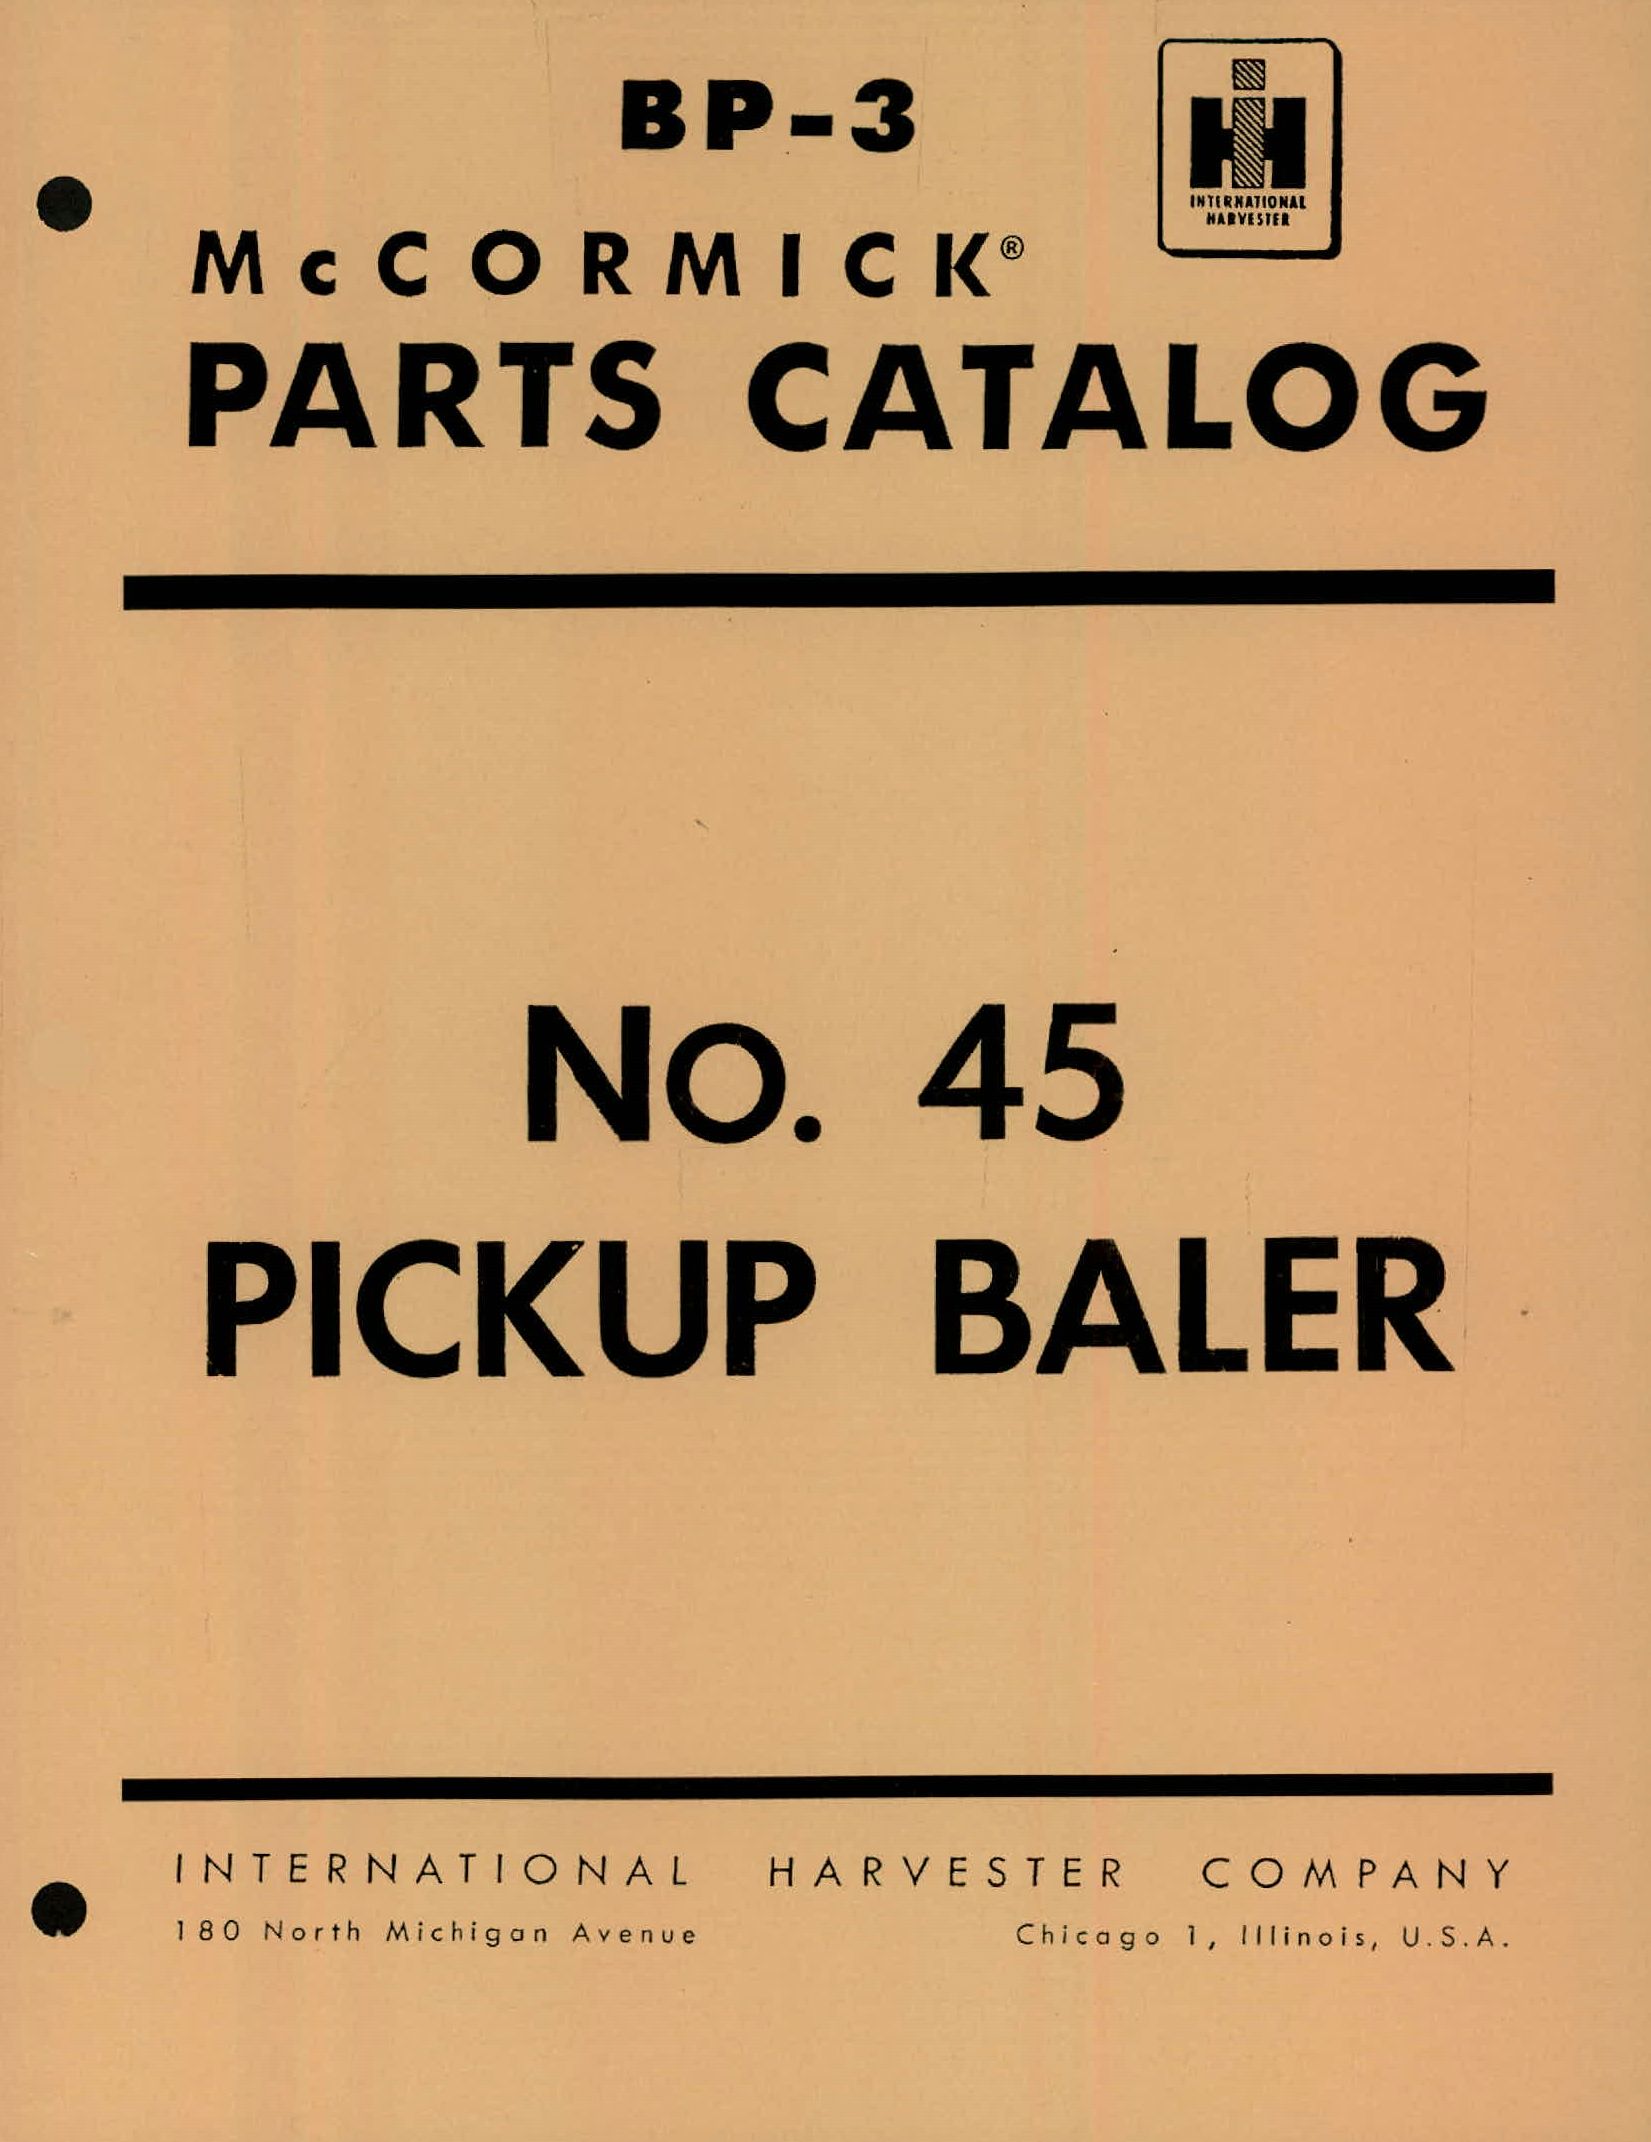 BP-3
IH
INTERNATIONAL
HARVESTER
McCORMICK®
PARTS CATALOG
No. 45
PICKUP BALER
INTERNATIONAL HARVESTER COMPANY
180 North Michigan Avenue Chicago 1, Illinois, U.S.A.